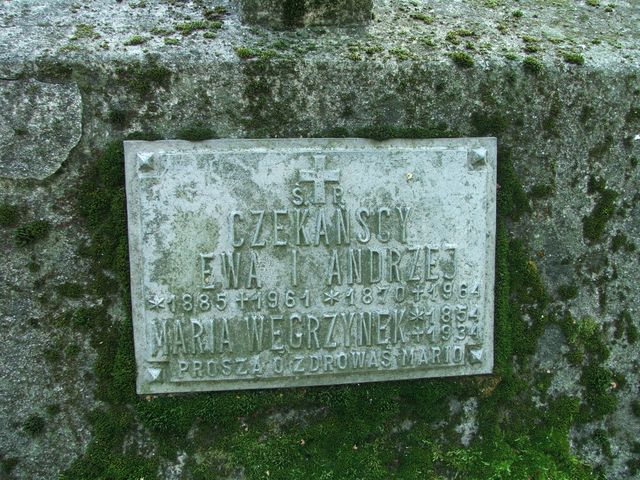 Ś. P.
CZEKAŃSCY
EWA I ANDRZEJ
*1885+1961 *1870+1964
MARIA WĘGRZYNEK *1854 +1934
PROSZĄ O ZDROWAŚ MARIO